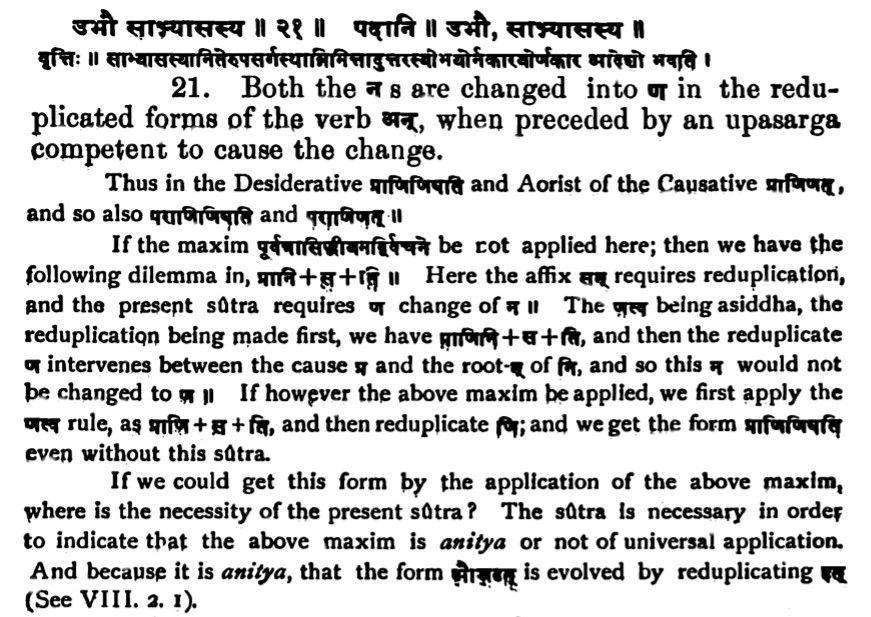 उभौ साभ्यासस्य ॥ २१ ॥ पदानि ॥ उभौ, साभ्यासस्य ॥
वृत्तिः ॥ साभ्यासस्यानितेरुपसर्गस्थान्निमित्तादुत्तरस्योभयोर्नकारयोर्णकार आदेशो भवति ।
21. Both the न s are changed into ण in the redu-
plicated forms of the verb अन्, when preceded by an upasarga
competent to cause the change.
Thus in the Desiderative प्राणिणिषति and Aorist of the Causative प्राणिणत्,
and so also पराणिणिषति and पराणिणत् ॥
If the maxim पूर्वत्रासिद्धीयमद्विर्वचने be not applied here; then we have the
following dilemma in, प्रानि+स+ति ॥ Here the affix सन् requires reduplication,
and the present sûtra requires ण change of न ॥ The णत्व being asiddha, the
reduplication being made first, we have प्राणिनि+स+ति, and then the reduplicate
ण intervenes between the cause प्र and the root-न् of नि, and so this न would not
be changed to ण ॥ If however the above maxim be applied, we first apply the
णत्व rule, as प्राणि+स+ति, and then reduplicate णि; and we get the form प्राणिणिषति
even without this sûtra.
If we could get this form by the application of the above maxim,
where is the necessity of the present sûtra? The sûtra is necessary in order
to indicate that the above maxim is anitya or not of universal application.
And because it is anitya, that the form is evolved by reduplicating
(See VIII. 2. 1).